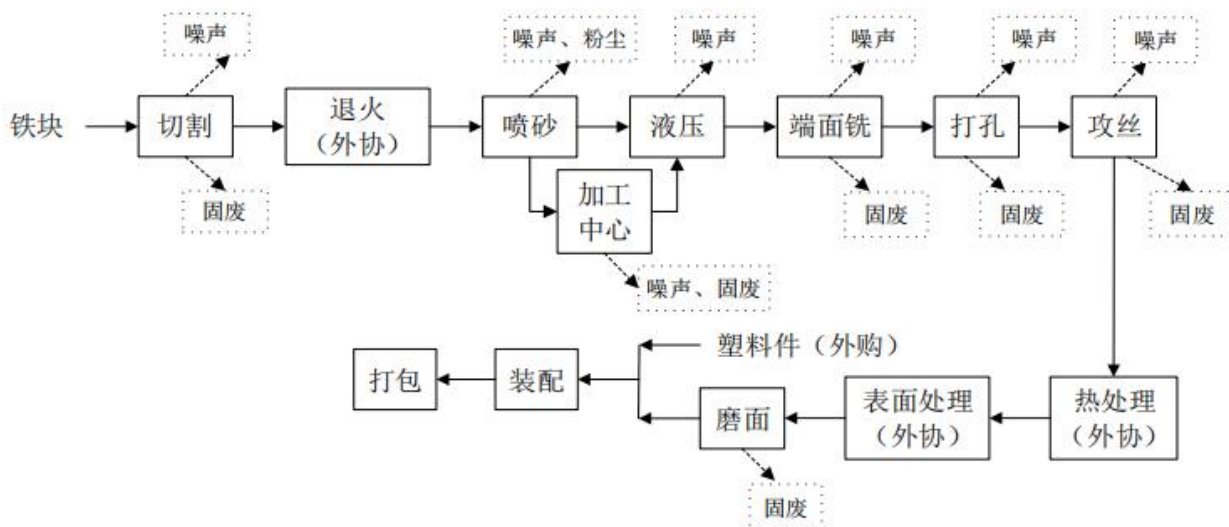 噪声
噪声、粉尘
噪声
噪声
噪声
噪声
铁块
切割
退火
（外协）
喷砂
液压
端面铣
打孔
攻丝
固废
加工
中心
固废
固废
固废
噪声、固废
塑料件（外购）
打包
装配
磨面
表面处理
（外协）
热处理
（外协）
固废